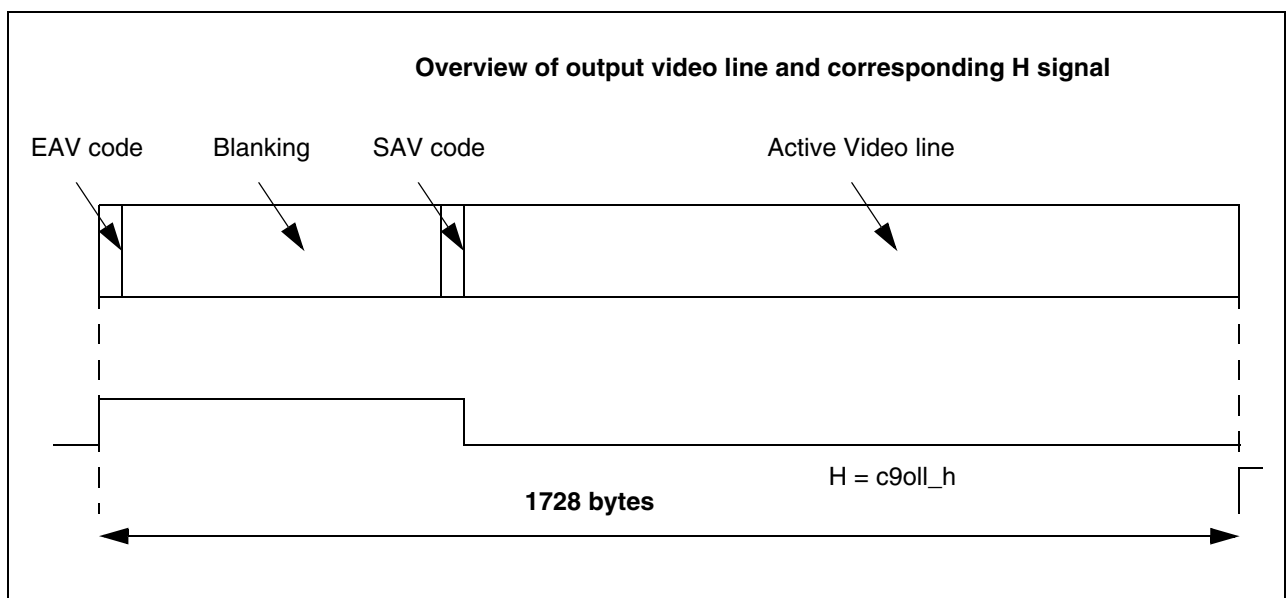 Overview of output video line and corresponding H signal
EAV code Blanking SAV code Active Video line
H = c9oll_h
1728 bytes